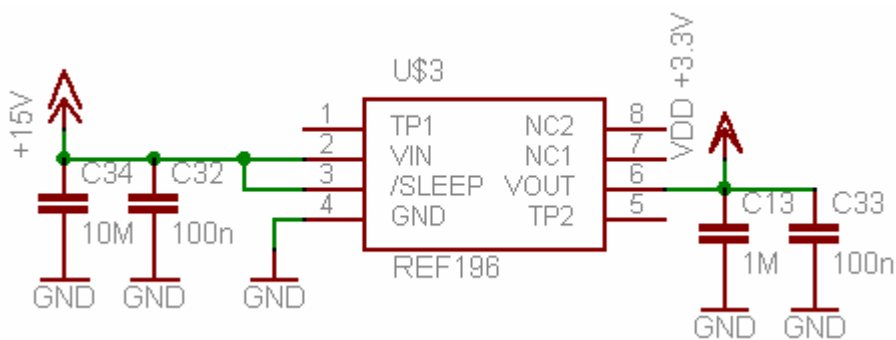 U$3
+15V
VDD +3.3V
1 TP1 NC2 8
2 VIN NC1 7
3 /SLEEP VOUT 6
4 GND TP2 5
REF196
C34
10M
C32
100n
C13
1M
C33
100n
GND
GND
GND
GND
GND